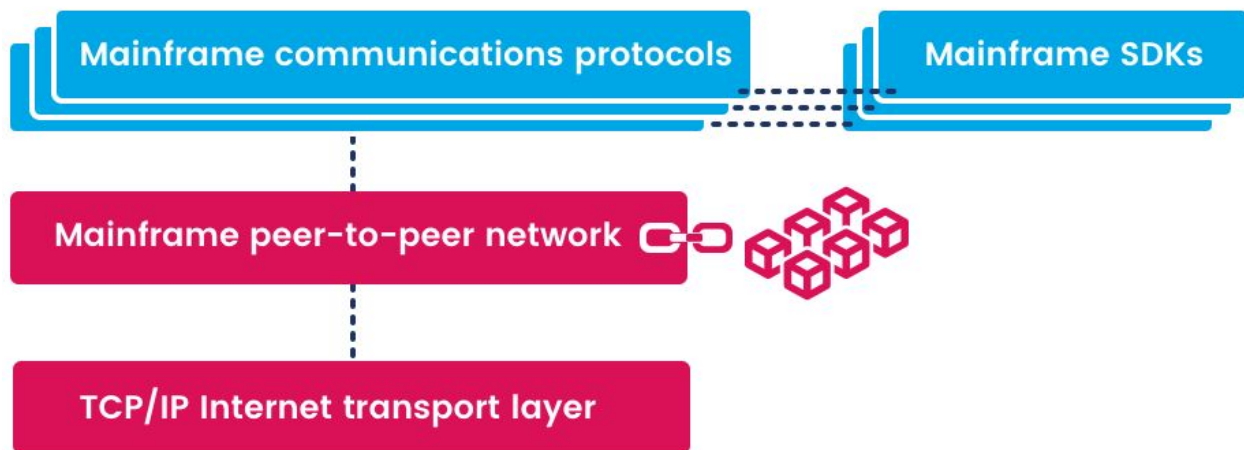 Mainframe communications protocols
Mainframe SDKs
Mainframe peer-to-peer network
TCP/IP Internet transport layer